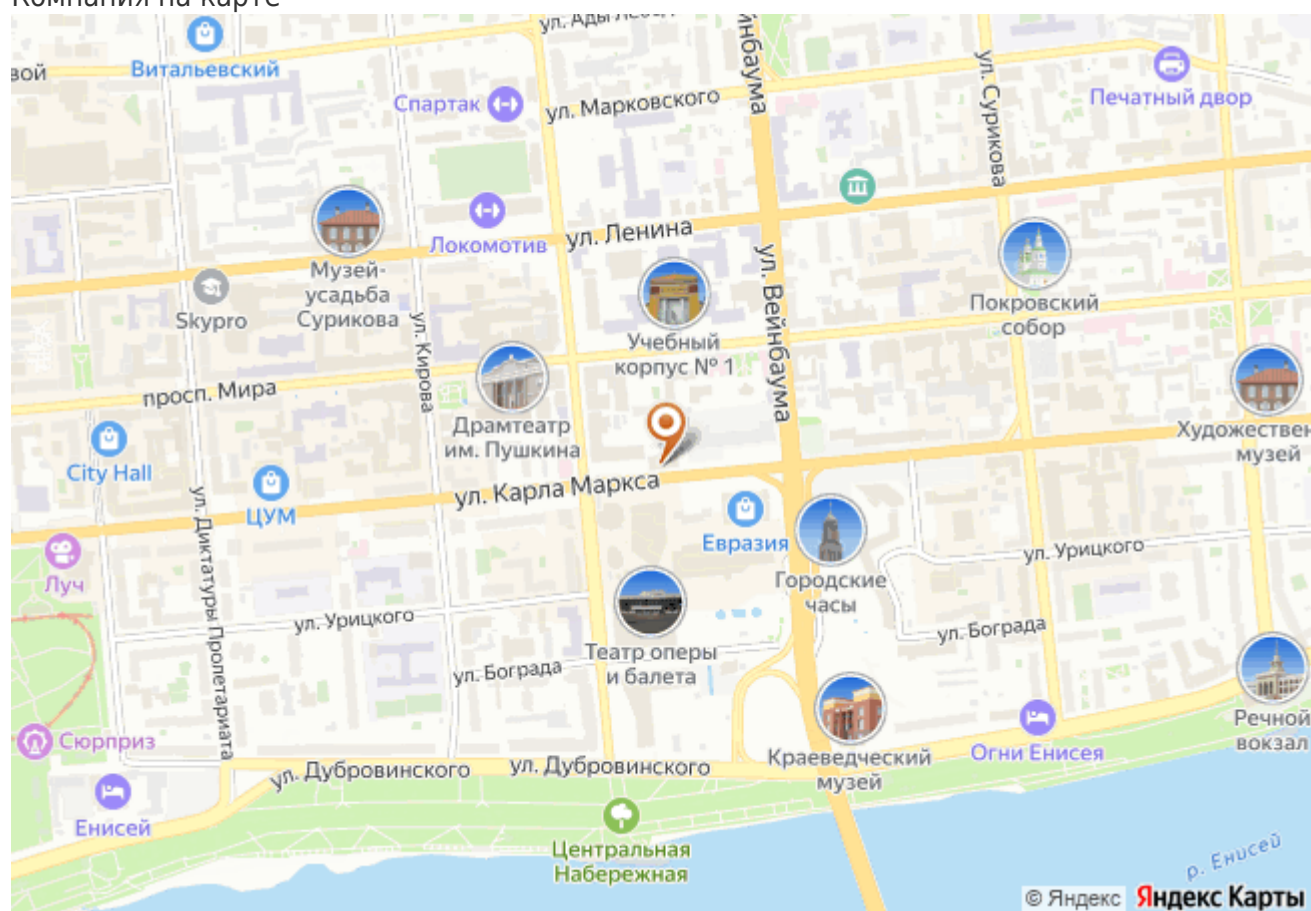 Компания на карте
ул. Ады Лебед
Витальевский
вой
Спартак
ул. Марковского
нбаума
ул. Сурикова
Печатный двор
Локомотив
ул. Ленина
Музей-
усадьба
Сурикова
Skypro
ул. Кирова
Учебный
корпус № 1
ул. Вейнбаума
Покровский
собор
просп. Мира
Драмтеатр
им. Пушкина
City Hall
Художествен
музей
ул. Карла Маркса
ЦУМ
ул. Диктатуры Пролетариата
Евразия
Луч
Городские
часы
ул. Урицкого
ул. Урицкого
ул. Бограда
Театр оперы
и балета
ул. Бограда
Сюрприз
Краеведческий
музей
Огни Енисея
Речной
вокзал
ул. Дубровинского
ул. Дубровинского
Енисей
Центральная
Набережная
р. Енисей
© Яндекс Яндекс Карты